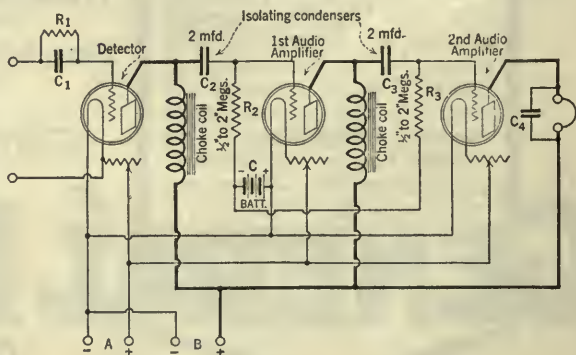 Isolating condensers
R1
C1
Detector
2 mfd.
C2
1st Audio
Amplifier
2 mfd.
C3
2nd Audio
Amplifier
Choke coil
½ to 2 Megs.
R2
Choke coil
½ to 2 Megs.
R3
C4
- C +
BATT.
- A + - B +